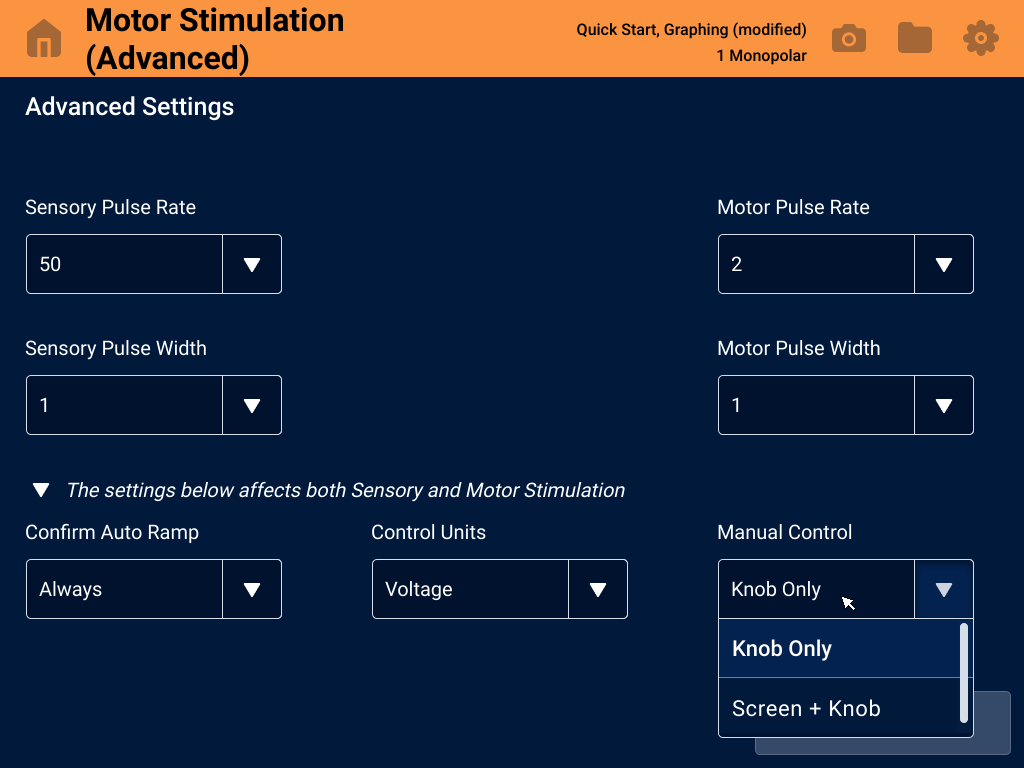 Motor Stimulation
(Advanced)
Quick Start, Graphing (modified)
1 Monopolar
Advanced Settings
Sensory Pulse Rate
Motor Pulse Rate
50
2
Sensory Pulse Width
Motor Pulse Width
1
1
The settings below affects both Sensory and Motor Stimulation
Confirm Auto Ramp
Control Units
Manual Control
Always
Voltage
Knob Only
Knob Only
Screen + Knob